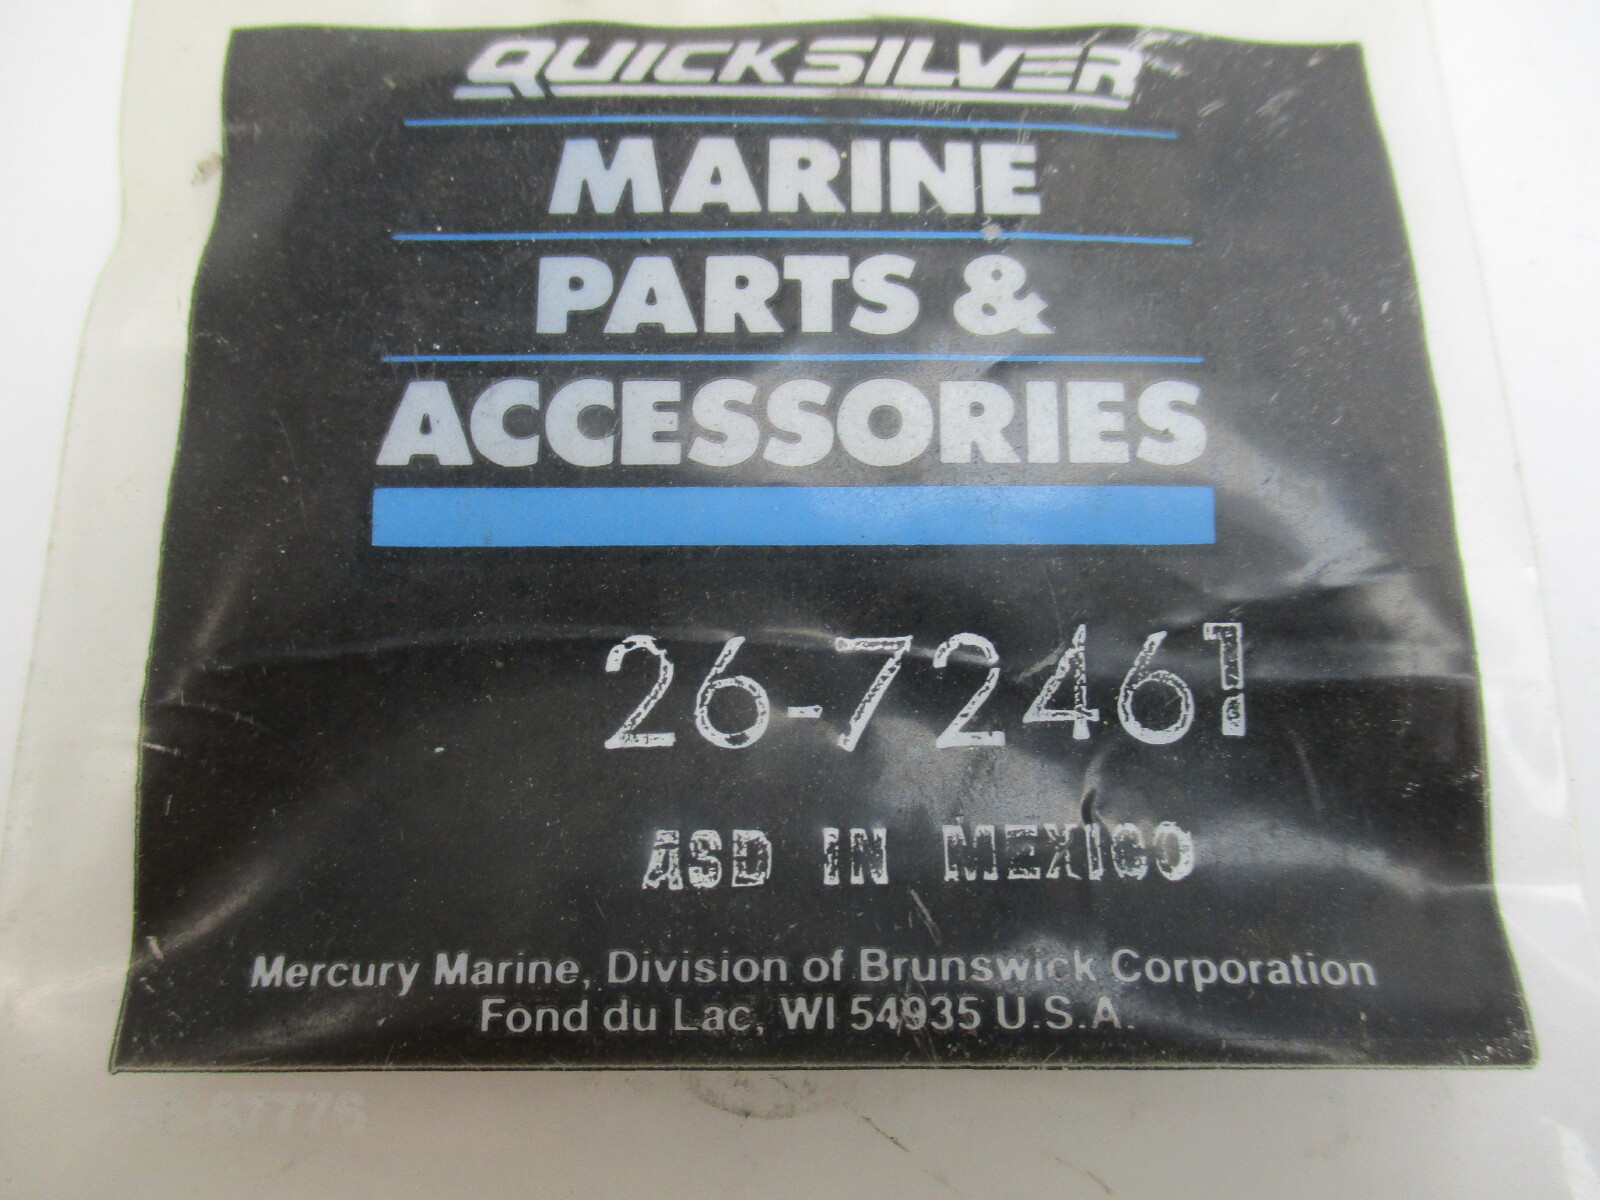 QUICKSILVER
MARINE
PARTS &
ACCESSORIES
26-72461
ASD IN MEXICO
Mercury Marine, Division of Brunswick Corporation
Fond du Lac, WI 54935 U.S.A.